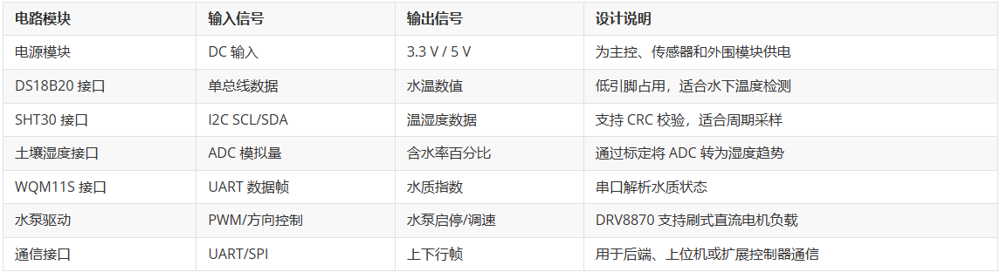 电路模块 输入信号 输出信号 设计说明
电源模块 DC 输入 3.3 V / 5 V 为主控、传感器和外围模块供电
DS18B20 接口 单总线数据 水温数值 低引脚占用，适合水下温度检测
SHT30 接口 I2C SCL/SDA 温湿度数据 支持 CRC 校验，适合周期采样
土壤湿度接口 ADC 模拟量 含水率百分比 通过标定将 ADC 转为湿度趋势
WQM11S 接口 UART 数据帧 水质指数 串口解析水质状态
水泵驱动 PWM/方向控制 水泵启停/调速 DRV8870 支持刷式直流电机负载
通信接口 UART/SPI 上下行帧 用于后端、上位机或扩展控制器通信